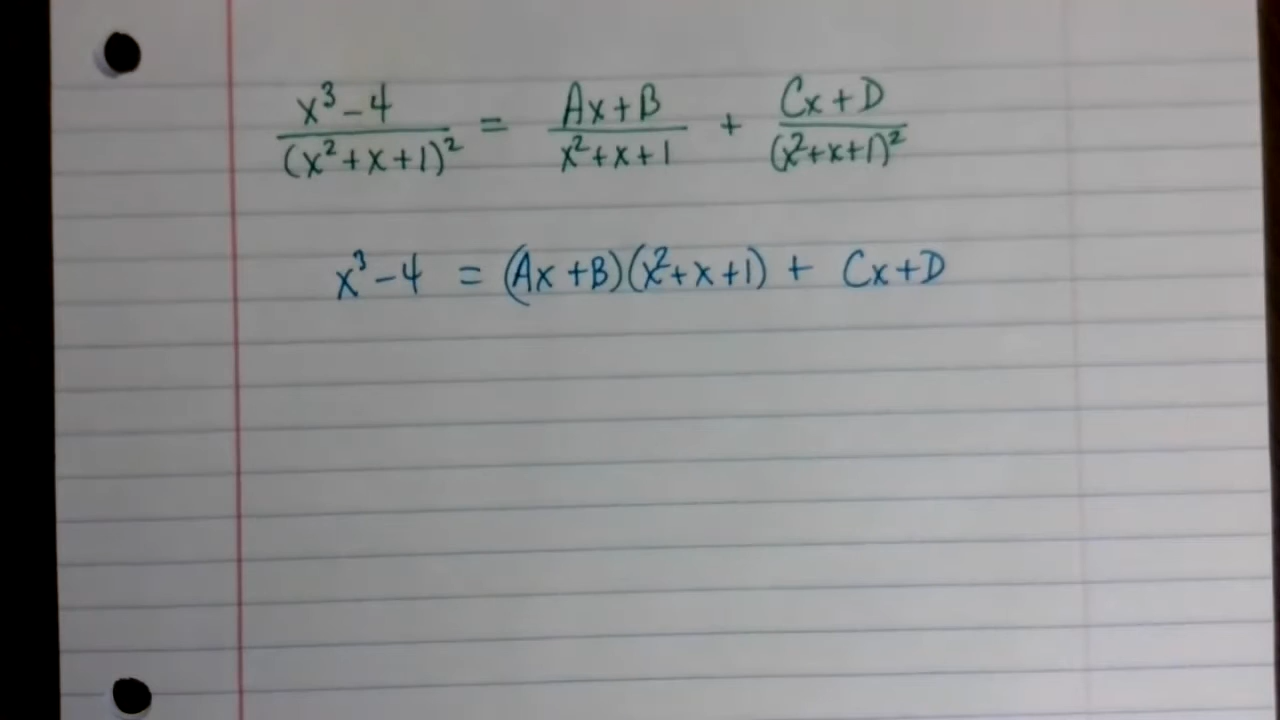 x³-4 / (x²+x+1)² = Ax+B / x²+x+1 + Cx+D / (x²+x+1)²
x³-4 = (Ax+B)(x²+x+1) + Cx+D